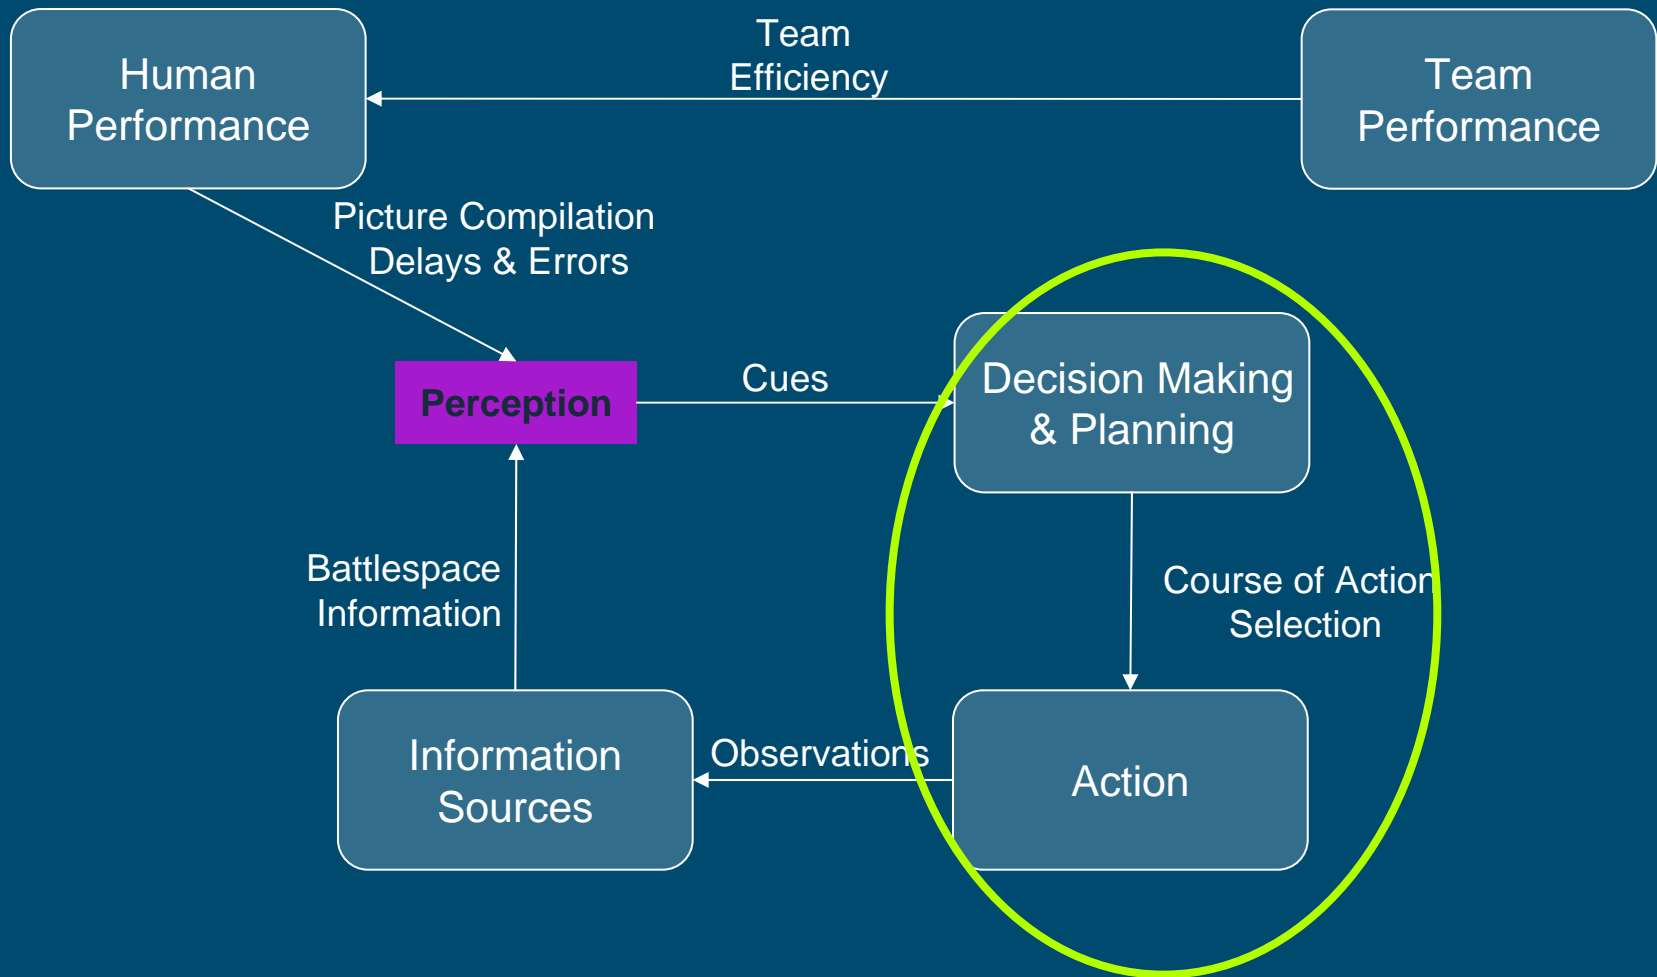 Human
Performance
Team
Efficiency
Team
Performance
Picture Compilation
Delays & Errors
Perception
Cues
Decision Making
& Planning
Battlespace
Information
Course of Action
Selection
Information
Sources
Observations
Action